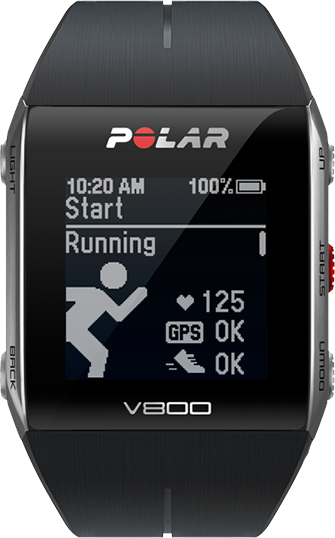 POLAR
10:20 AM 100%
Start
Running
125
GPS OK
OK
V800
LIGHT
BACK
UP
START
DOWN